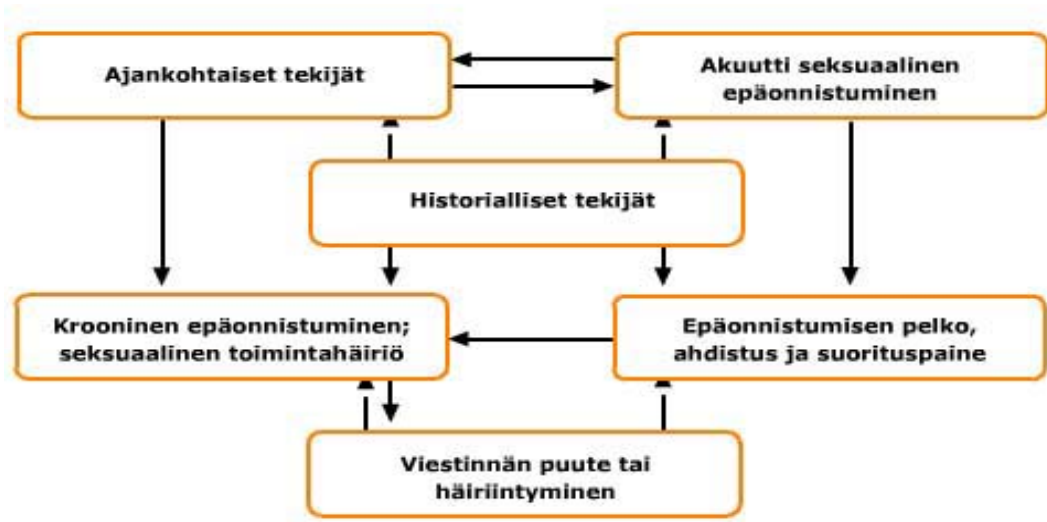 Ajankohtaiset tekijät
Akuutti seksuaalinen
epäonnistuminen
Historialliset tekijät
Krooninen epäonnistuminen;
seksuaalinen toimintahäiriö
Epäonnistumisen pelko,
ahdistus ja suorituspaine
Viestinnän puute tai
häiriintyminen